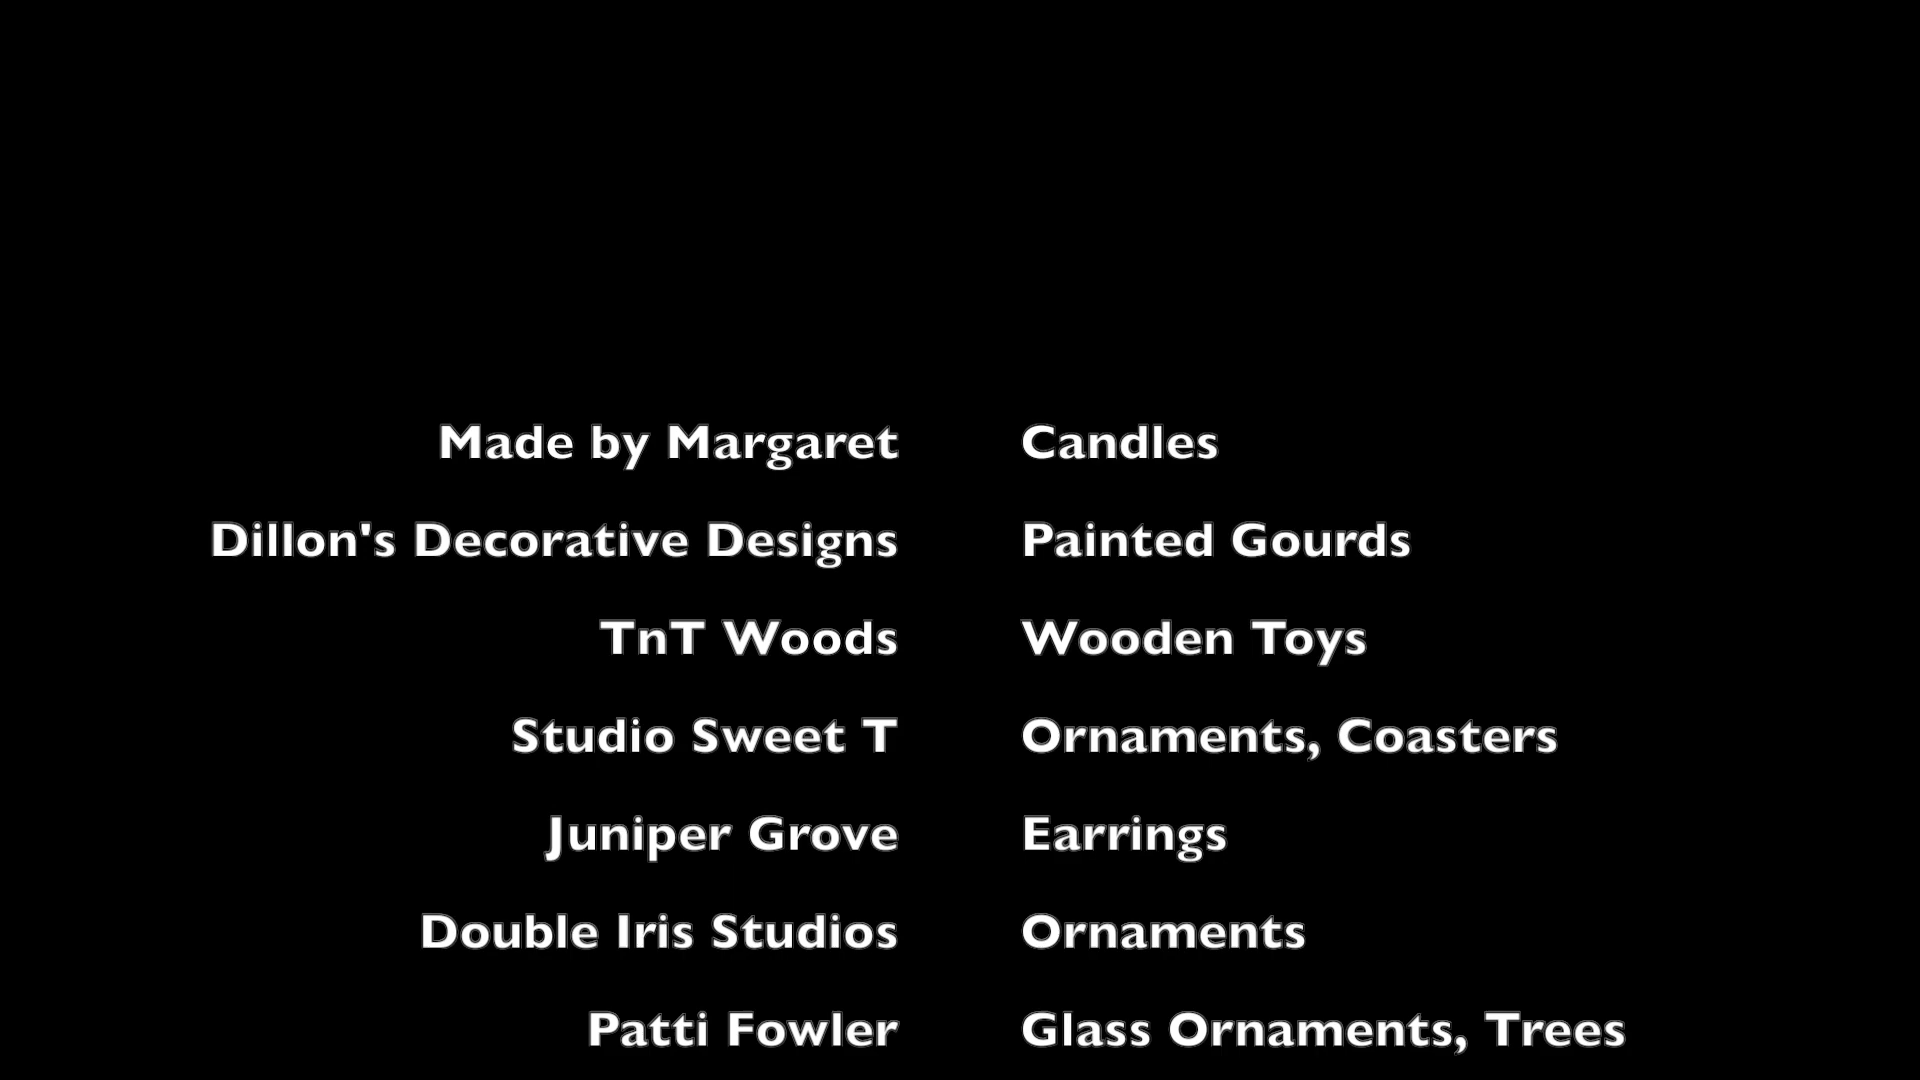 Made by Margaret Candles
Dillon's Decorative Designs Painted Gourds
TnT Woods Wooden Toys
Studio Sweet T Ornaments, Coasters
Juniper Grove Earrings
Double Iris Studios Ornaments
Patti Fowler Glass Ornaments, Trees